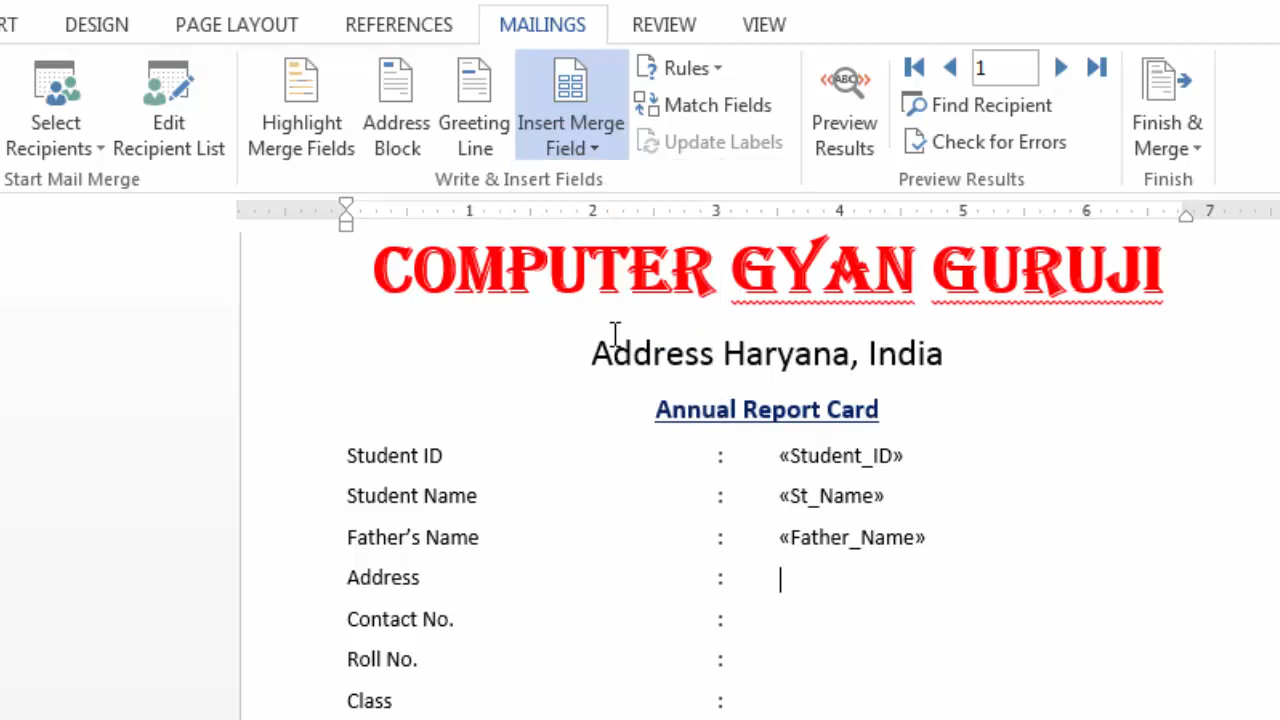 RT DESIGN PAGE LAYOUT REFERENCES MAILINGS REVIEW VIEW
Select Recipients
Edit Recipient List
Start Mail Merge
Highlight Merge Fields
Address Block
Greeting Line
Insert Merge Field
Rules
Match Fields
Update Labels
Write & Insert Fields
ABC
Preview Results
1
Find Recipient
Check for Errors
Preview Results
Finish & Merge
Finish
1 2 3 4 5 6 7
COMPUTER GYAN GURUJI
Address Haryana, India
Annual Report Card
Student ID : «Student_ID»
Student Name : «St_Name»
Father’s Name : «Father_Name»
Address :
Contact No. :
Roll No. :
Class :